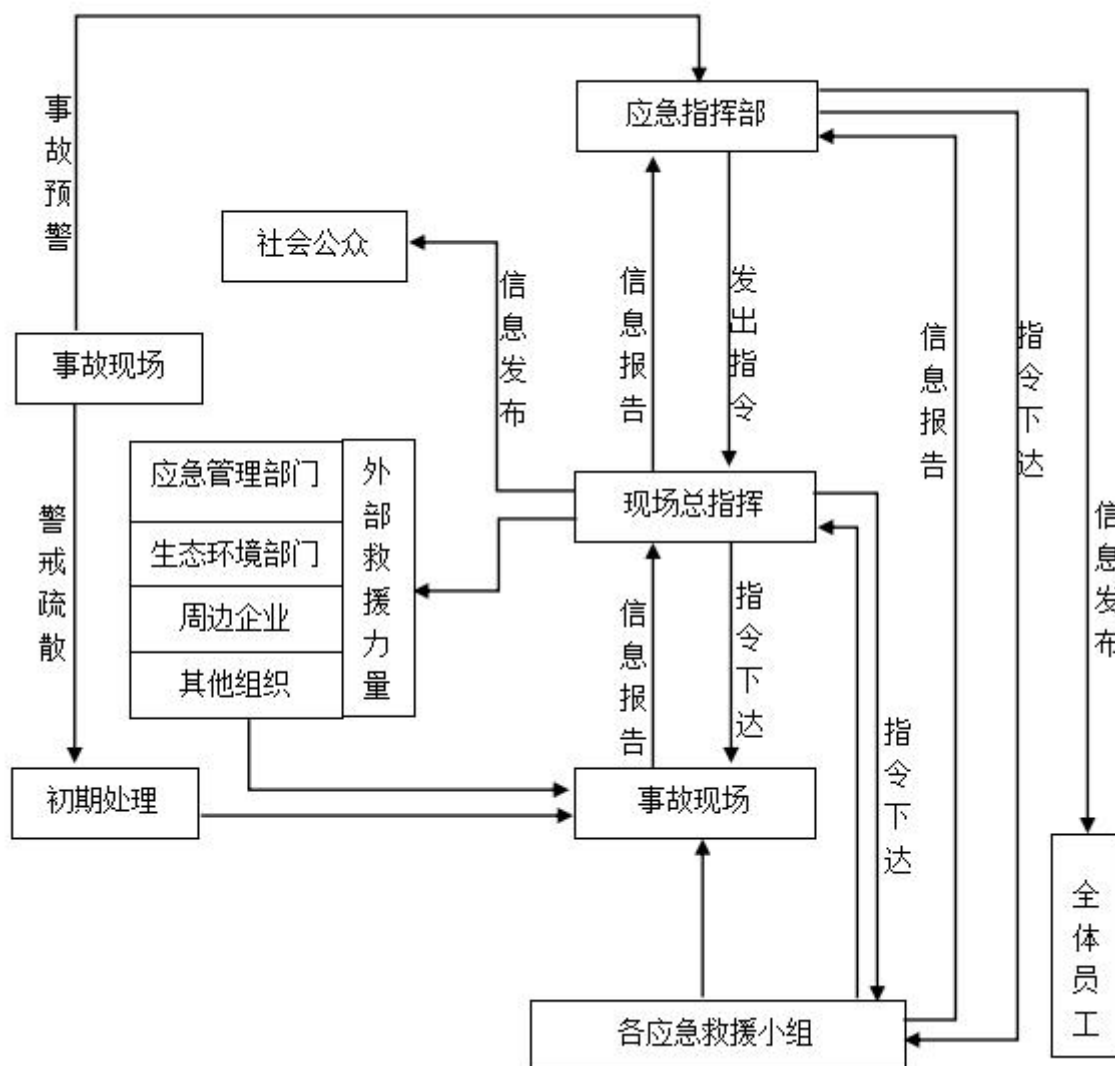 应急指挥部
事故预警
社会公众
信息发布
信息报告
发出指令
信息报告
指令下达
事故现场
应急管理部门
生态环境部门
周边企业
其他组织
外部救援力量
现场总指挥
信息发布
警戒疏散
信息报告
指令下达
指令下达
初期处理
事故现场
全体员工
各应急救援小组